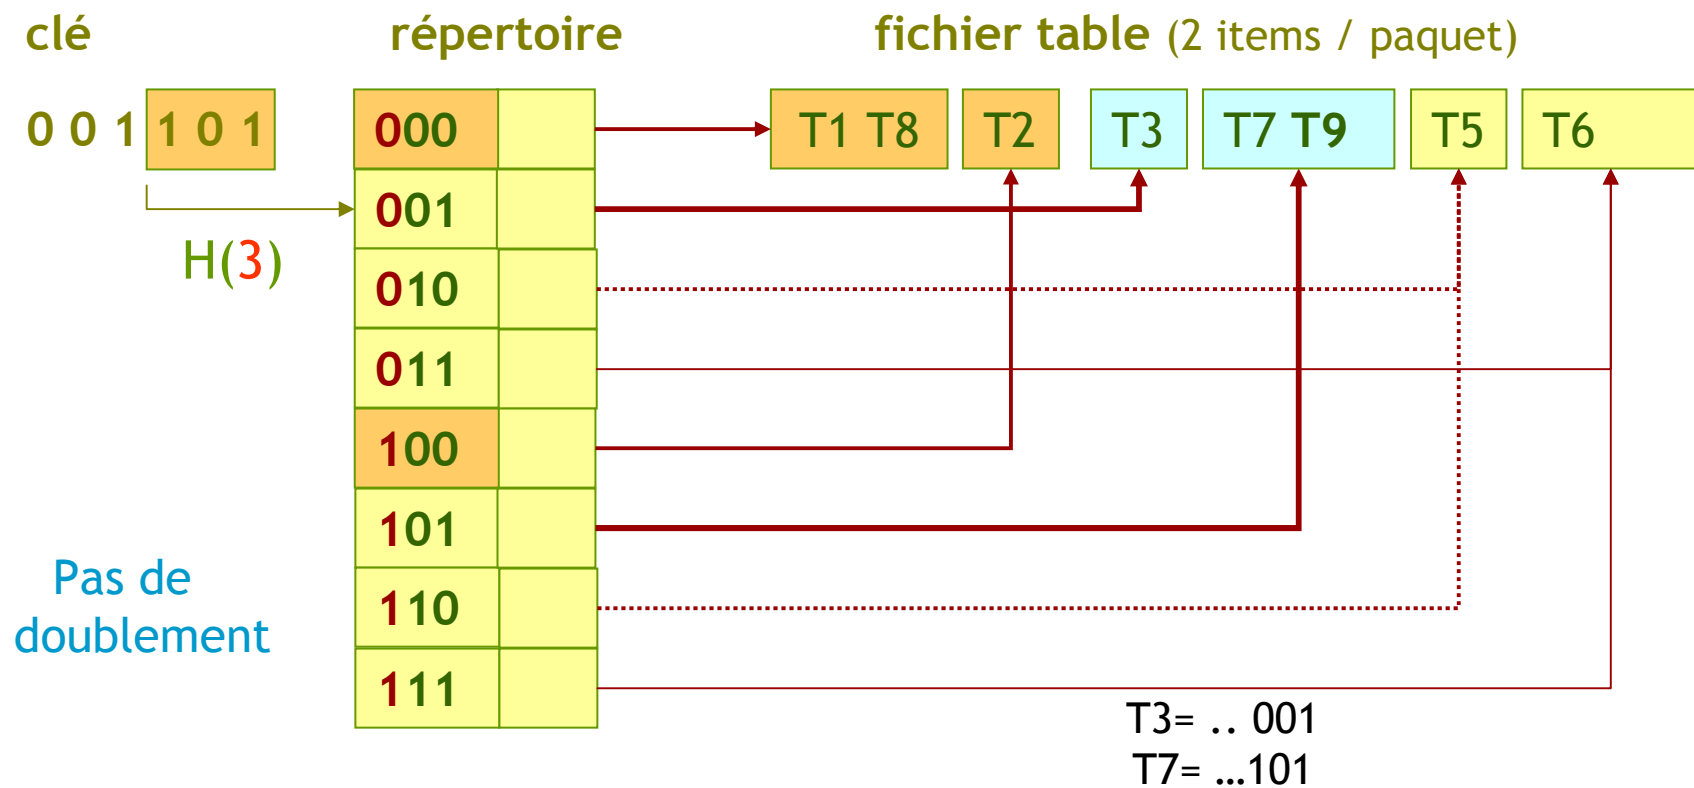 clé répertoire fichier table (2 items / paquet)
0 0 1 1 0 1 000 T1 T8 T2 T3 T7 T9 T5 T6
001
H(3)
010
011
100
101
Pas de
doublement
110
111
T3= .. 001
T7= ...101